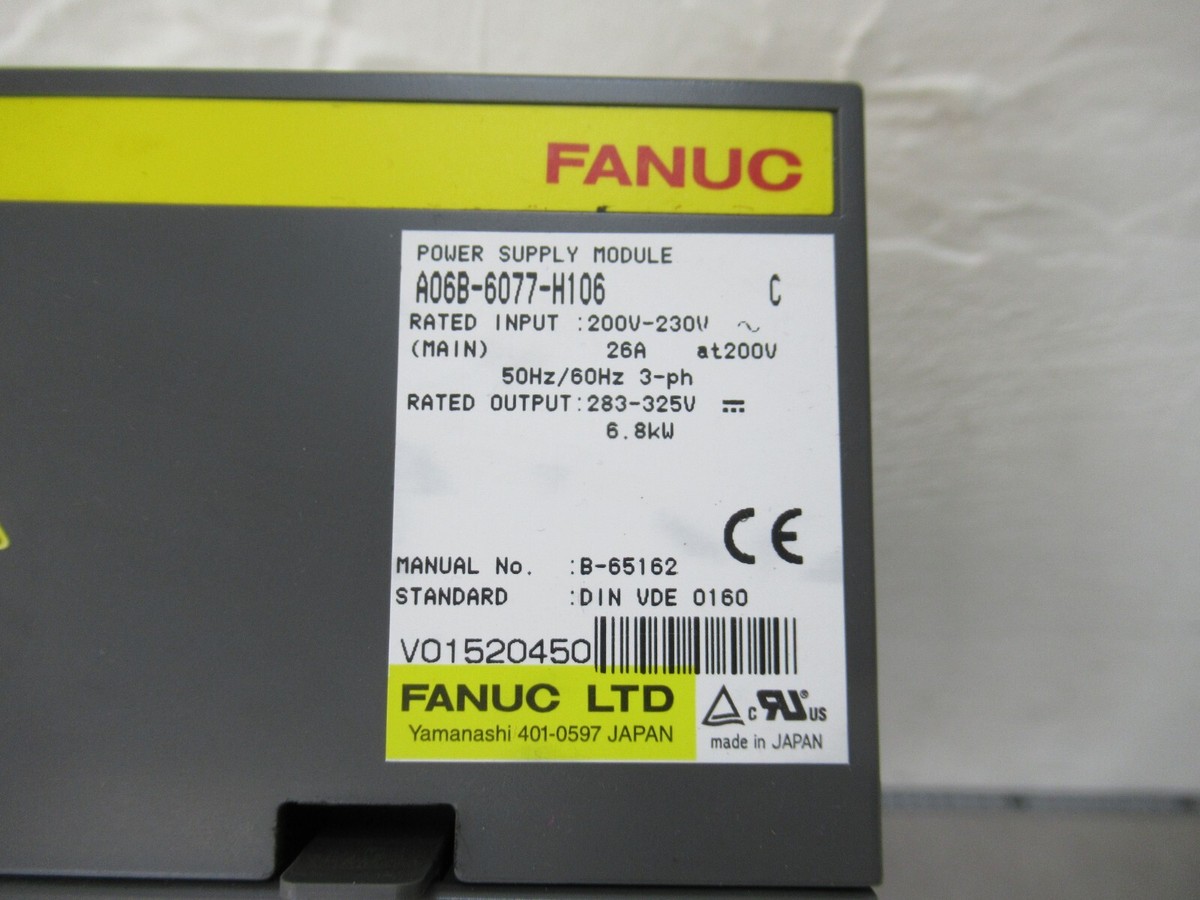 FANUC
POWER SUPPLY MODULE
A06B-6077-H106 C
RATED INPUT :200V-230V ~
(MAIN) 26A at200V
50Hz/60Hz 3-ph
RATED OUTPUT:283-325V ⎓
6.8kW
CE
MANUAL No. :B-65162
STANDARD :DIN VDE 0160
V01520450
FANUC LTD
Yamanashi 401-0597 JAPAN
c RU US
made in JAPAN